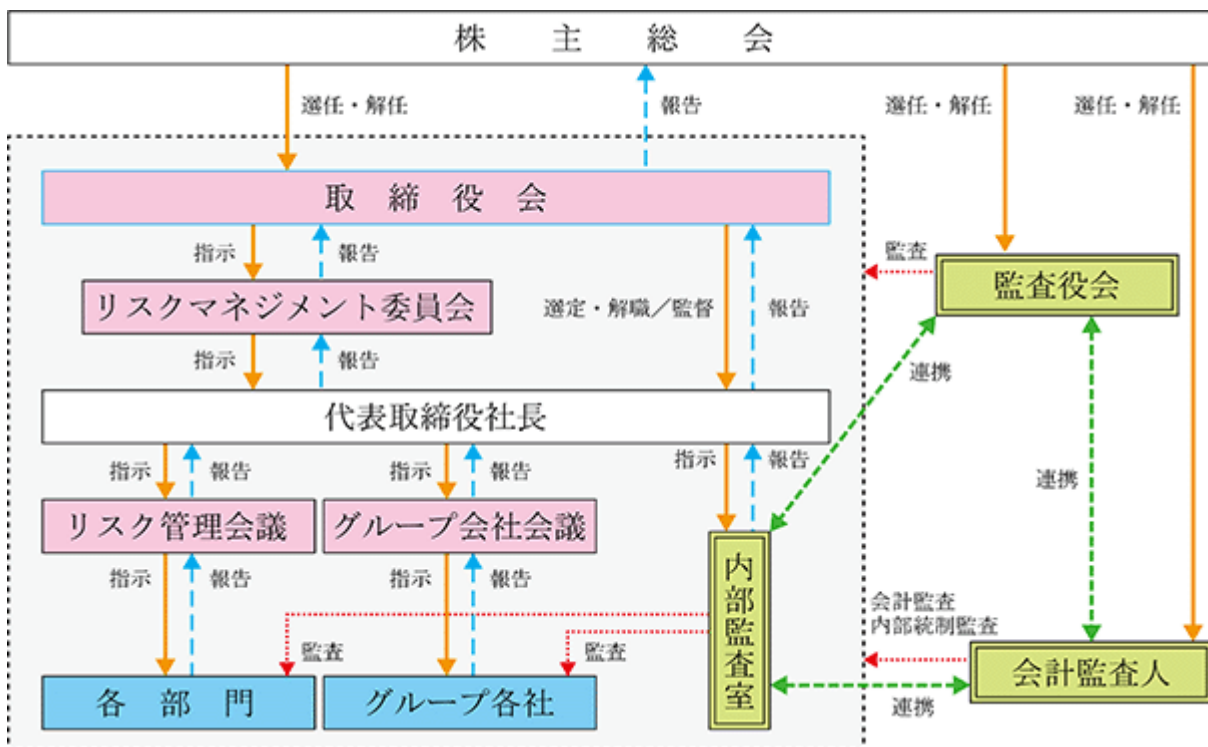 株主総会
選任・解任
報告
選任・解任
選任・解任
取締役会
指示
報告
監査
監査役会
リスクマネジメント委員会
選定・解職／監督
報告
指示
報告
連携
代表取締役社長
指示
報告
指示
報告
指示
報告
連携
リスク管理会議
グループ会社会議
内部監査室
指示
報告
指示
報告
会計監査
内部統制監査
監査
監査
会計監査人
各部門
グループ各社
連携